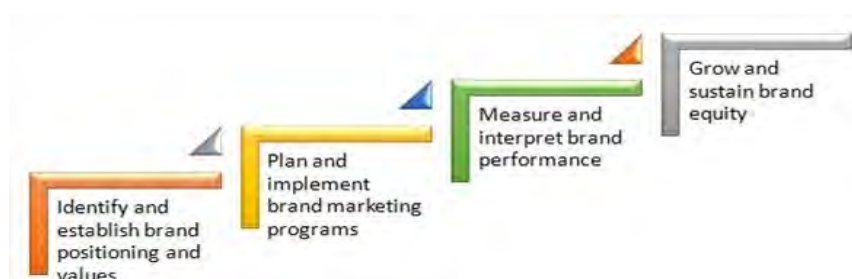 Identify and
establish brand
positioning and
values
Plan and
implement
brand marketing
programs
Measure and
interpret brand
performance
Grow and
sustain brand
equity